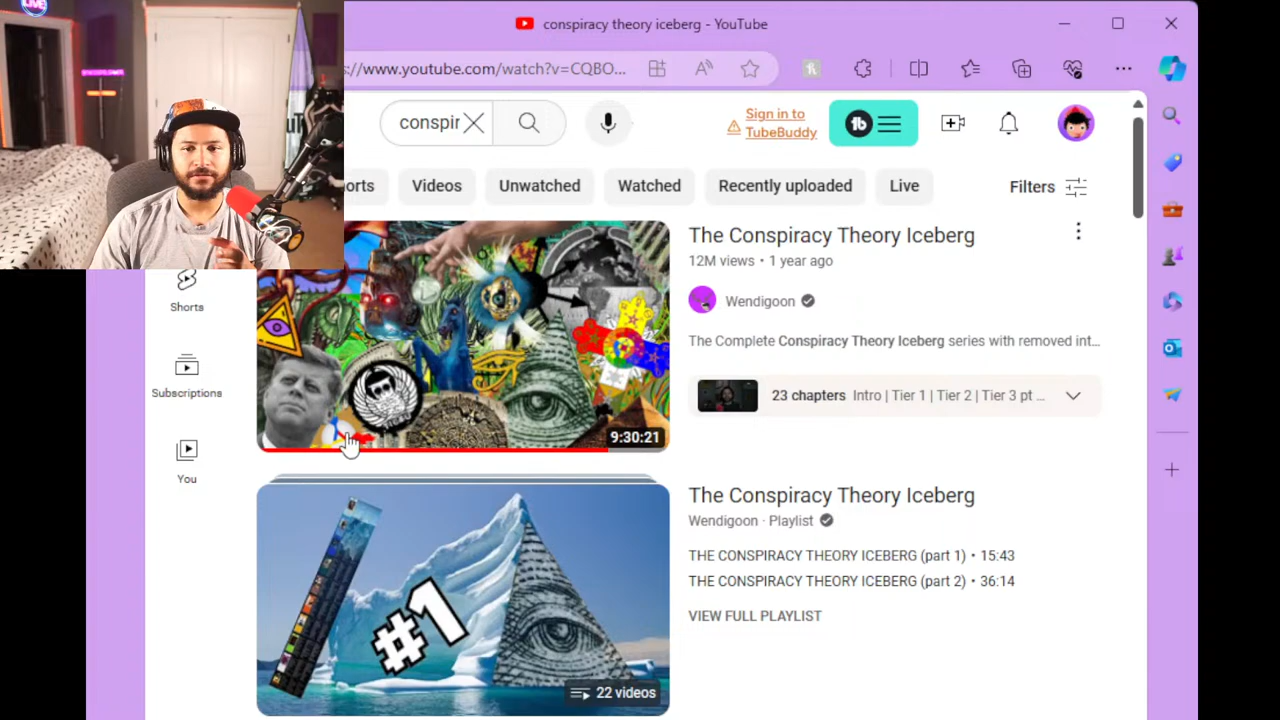 LIVE
conspiracy theory iceberg - YouTube
://www.youtube.com/watch?v=CQBO...
conspir
Sign in to
TubeBuddy
tb
orts
Videos
Unwatched
Watched
Recently uploaded
Live
Filters
Shorts
Subscriptions
You
9:30:21
The Conspiracy Theory Iceberg
12M views • 1 year ago
Wendigoon
The Complete Conspiracy Theory Iceberg series with removed int...
23 chapters Intro | Tier 1 | Tier 2 | Tier 3 pt ...
#1
22 videos
The Conspiracy Theory Iceberg
Wendigoon · Playlist
THE CONSPIRACY THEORY ICEBERG (part 1) • 15:43
THE CONSPIRACY THEORY ICEBERG (part 2) • 36:14
VIEW FULL PLAYLIST